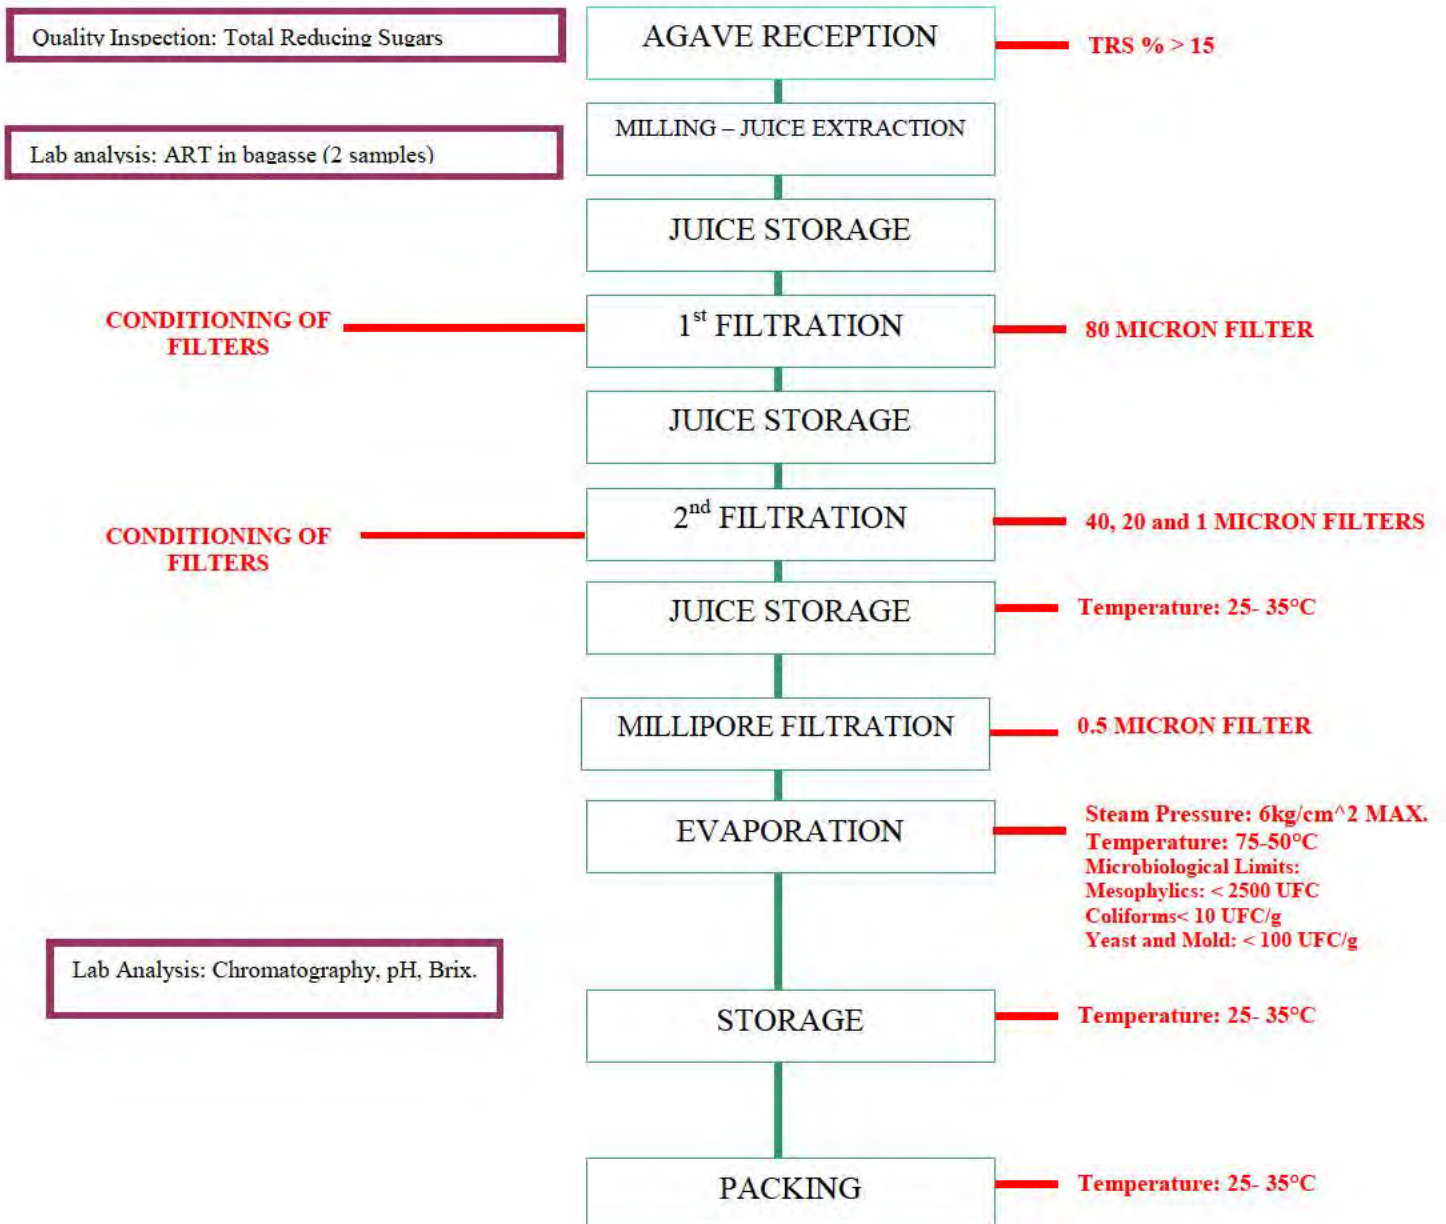 Quality Inspection: Total Reducing Sugars
AGAVE RECEPTION
TRS % > 15
MILLING – JUICE EXTRACTION
Lab analysis: ART in bagasse (2 samples)
JUICE STORAGE
CONDITIONING OF
FILTERS
1st FILTRATION
80 MICRON FILTER
JUICE STORAGE
CONDITIONING OF
FILTERS
2nd FILTRATION
40, 20 and 1 MICRON FILTERS
JUICE STORAGE
Temperature: 25- 35°C
MILLIPORE FILTRATION
0.5 MICRON FILTER
EVAPORATION
Steam Pressure: 6kg/cm^2 MAX.
Temperature: 75-50°C
Microbiological Limits:
Mesophylics: < 2500 UFC
Coliforms< 10 UFC/g
Yeast and Mold: < 100 UFC/g
Lab Analysis: Chromatography, pH, Brix.
STORAGE
Temperature: 25- 35°C
PACKING
Temperature: 25- 35°C